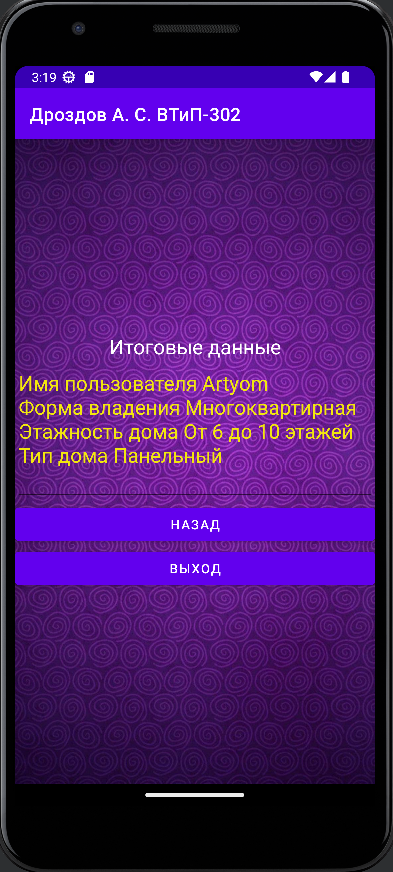 3:19
Дроздов А. С. ВТиП-302
Итоговые данные
Имя пользователя Artyom
Форма владения Многоквартирная
Этажность дома От 6 до 10 этажей
Тип дома Панельный
НАЗАД
ВЫХОД